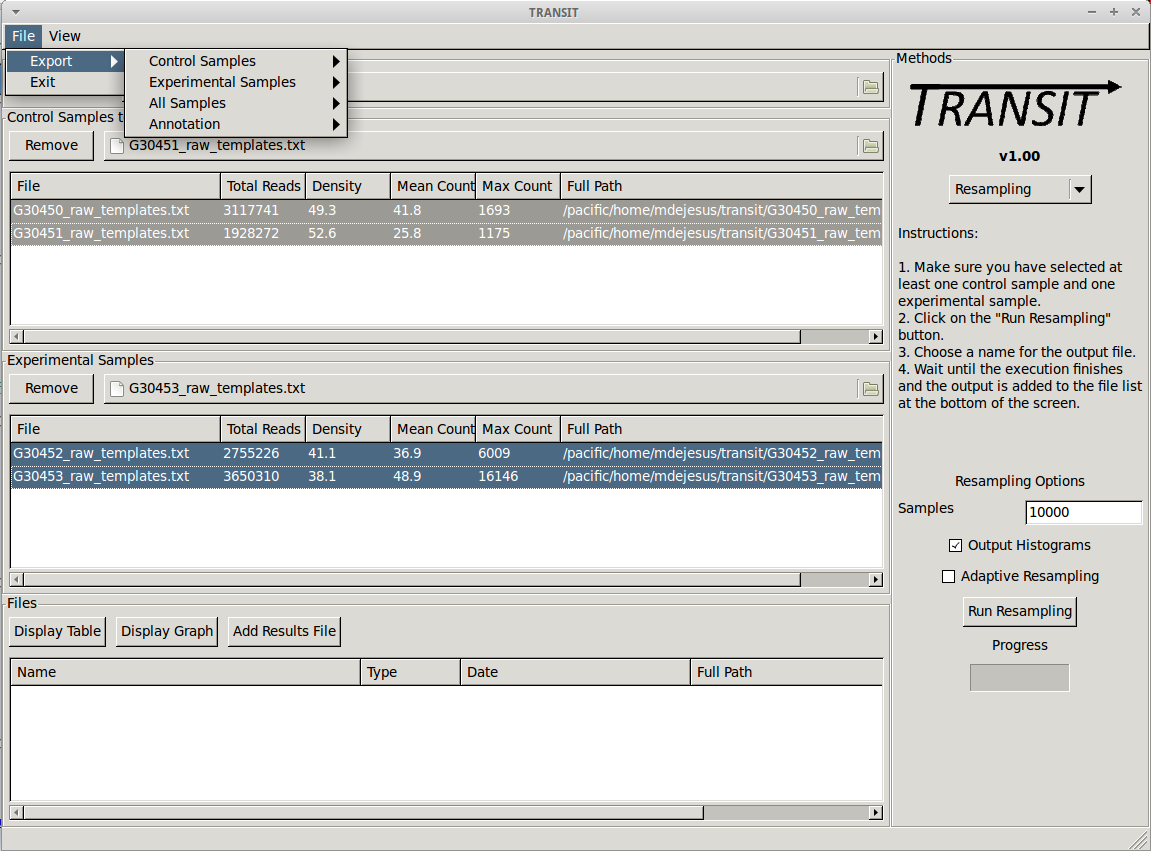 TRANSIT
File View
Export
Exit
Control Samples
Experimental Samples
All Samples
Annotation
Control Samples t
Remove
G30451_raw_templates.txt
File Total Reads Density Mean Count Max Count Full Path
G30450_raw_templates.txt 3117741 49.3 41.8 1693 /pacific/home/mdejesus/transit/G30450_raw_tem
G30451_raw_templates.txt 1928272 52.6 25.8 1175 /pacific/home/mdejesus/transit/G30451_raw_tem
Experimental Samples
Remove
G30453_raw_templates.txt
File Total Reads Density Mean Count Max Count Full Path
G30452_raw_templates.txt 2755226 41.1 36.9 6009 /pacific/home/mdejesus/transit/G30452_raw_tem
G30453_raw_templates.txt 3650310 38.1 48.9 16146 /pacific/home/mdejesus/transit/G30453_raw_tem
Files
Display Table Display Graph Add Results File
Name Type Date Full Path
Methods
TRANSIT
v1.00
Resampling
Instructions:
1. Make sure you have selected at
least one control sample and one
experimental sample.
2. Click on the "Run Resampling"
button.
3. Choose a name for the output file.
4. Wait until the execution finishes
and the output is added to the file list
at the bottom of the screen.
Resampling Options
Samples 10000
Output Histograms
Adaptive Resampling
Run Resampling
Progress